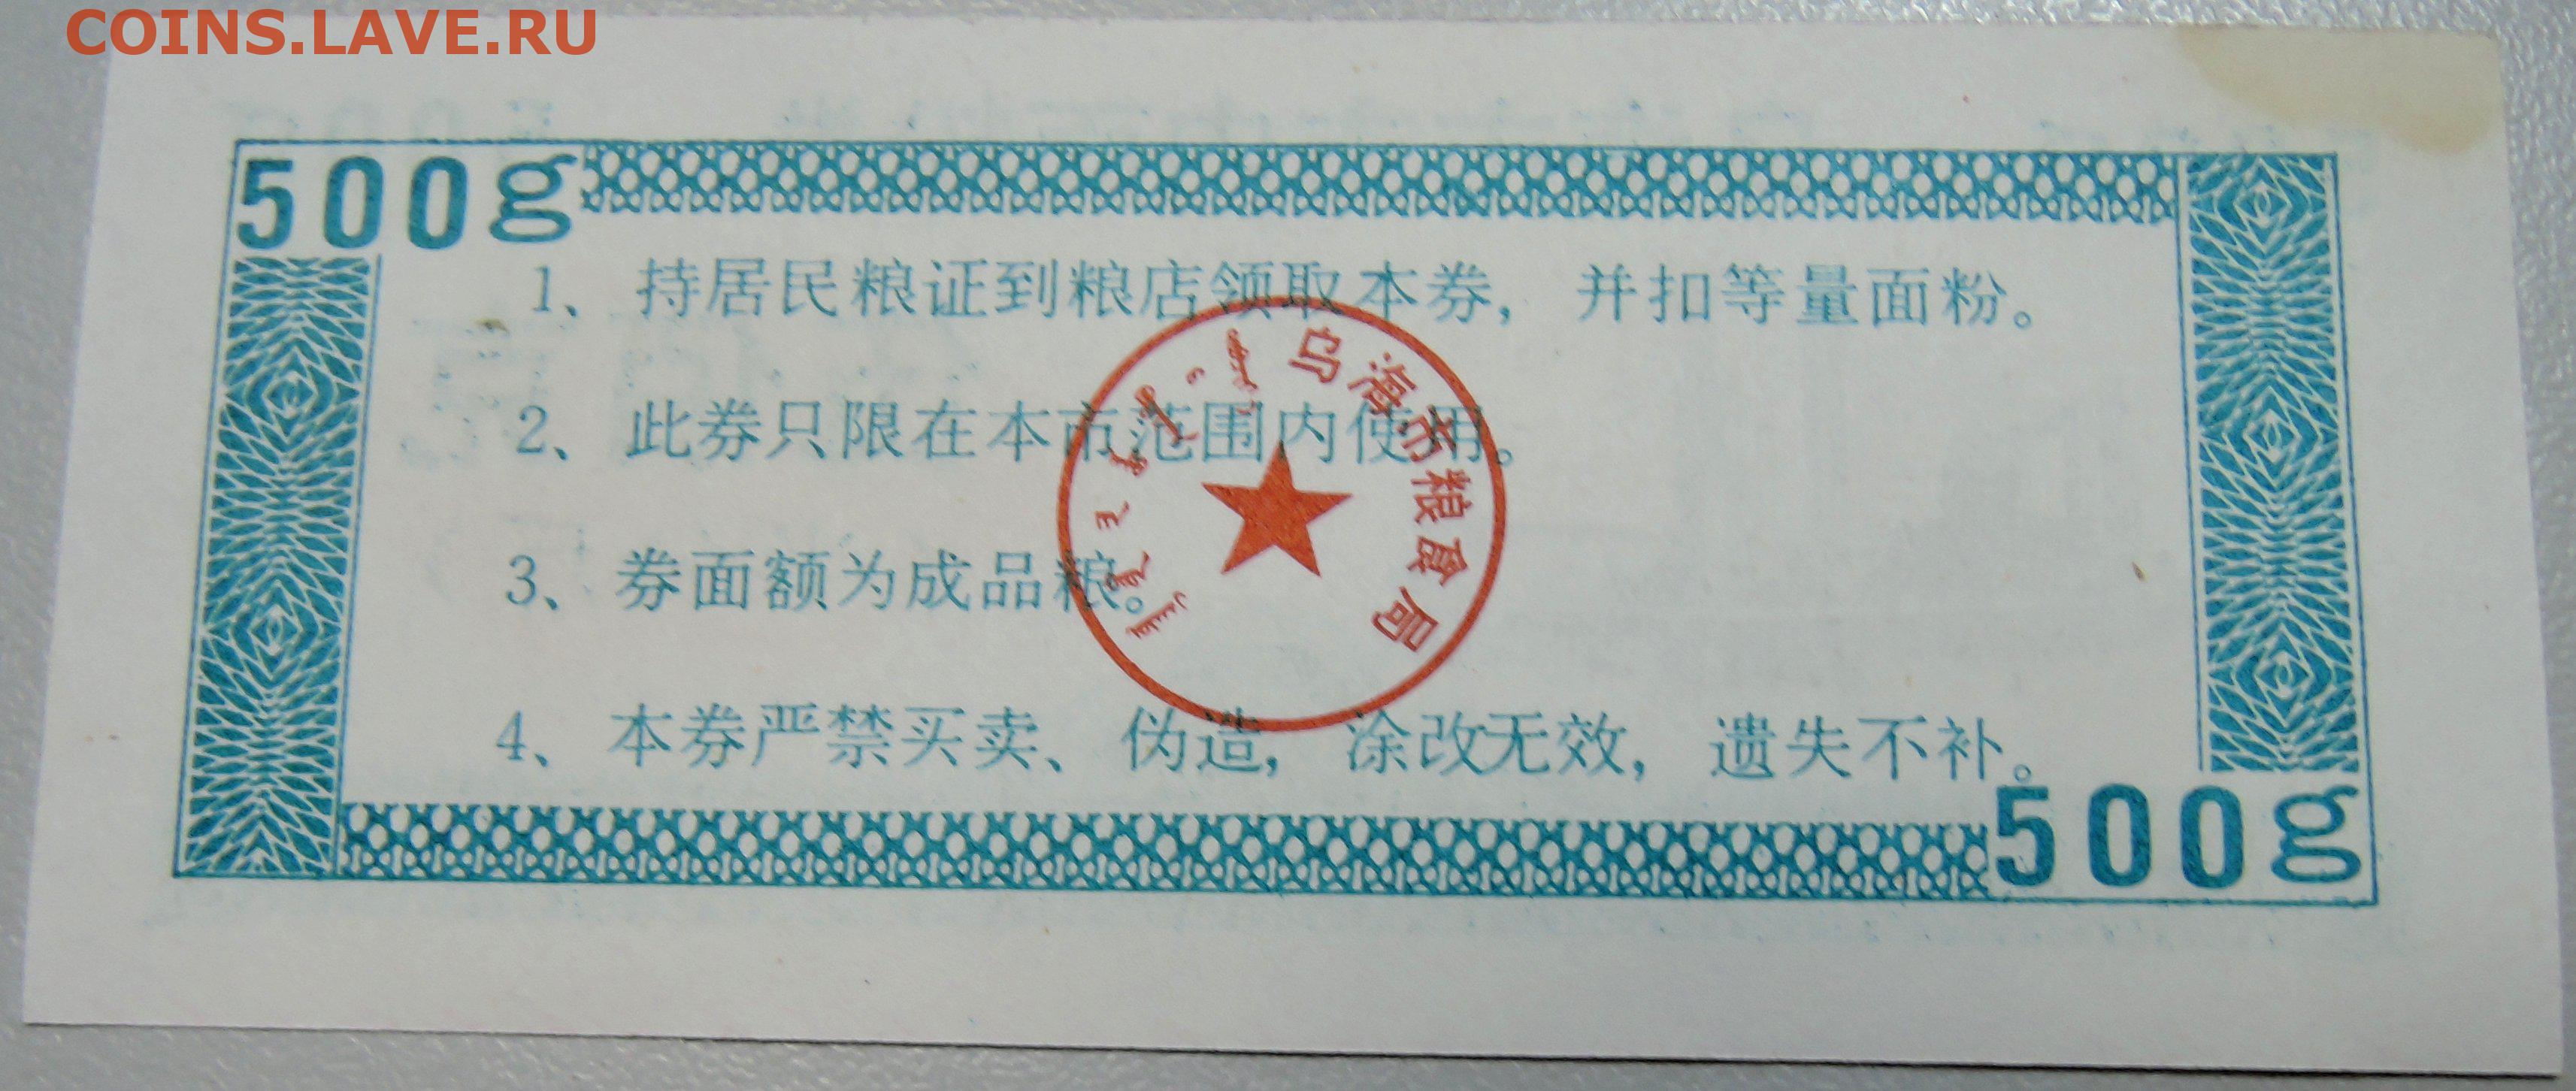 COINS.LAVE.RU
500g
1、持居民粮证到粮店领取本券，并扣等量面粉。
2、此券只限在本市范围内使用。
3、券面额为成品粮。
4、本券严禁买卖、伪造，涂改无效，遗失不补。
乌海市粮食局
500g